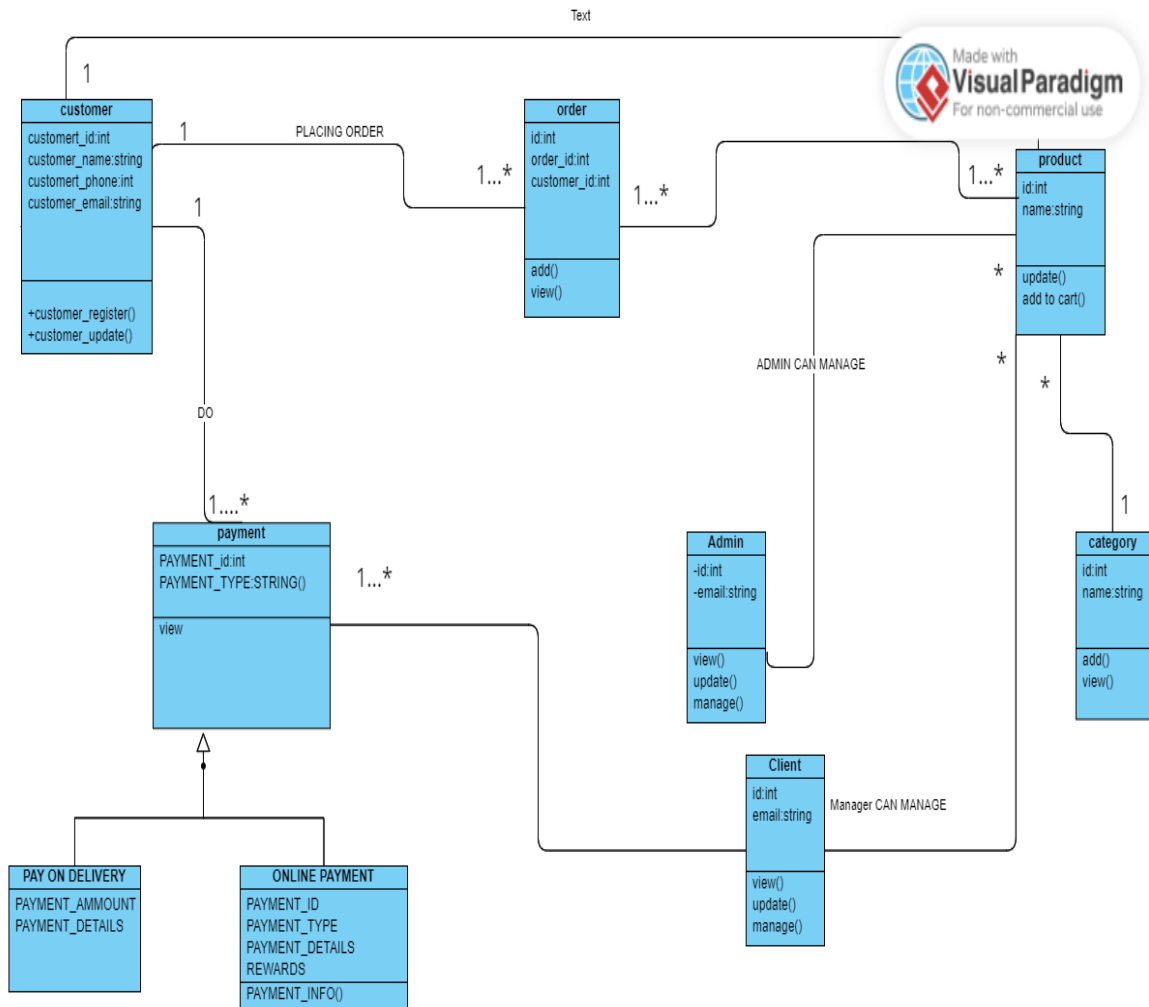 Text
Made with
Visual Paradigm
For non-commercial use
1
customer
customert_id:int
customer_name:string
customert_phone:int
customer_email:string
+customer_register()
+customer_update()
1
PLACING ORDER
1...*
order
id:int
order_id:int
customer_id:int
add()
view()
1...*
1...*
product
id:int
name:string
update()
add to cart()
1
DO
1....*
*
ADMIN CAN MANAGE
*
*
1
payment
PAYMENT_id:int
PAYMENT_TYPE:STRING()
view
1...*
Admin
-id:int
-email:string
view()
update()
manage()
category
id:int
name:string
add()
view()
Client
id:int
email:string
view()
update()
manage()
Manager CAN MANAGE
PAY ON DELIVERY
PAYMENT_AMMOUNT
PAYMENT_DETAILS
ONLINE PAYMENT
PAYMENT_ID
PAYMENT_TYPE
PAYMENT_DETAILS
REWARDS
PAYMENT_INFO()